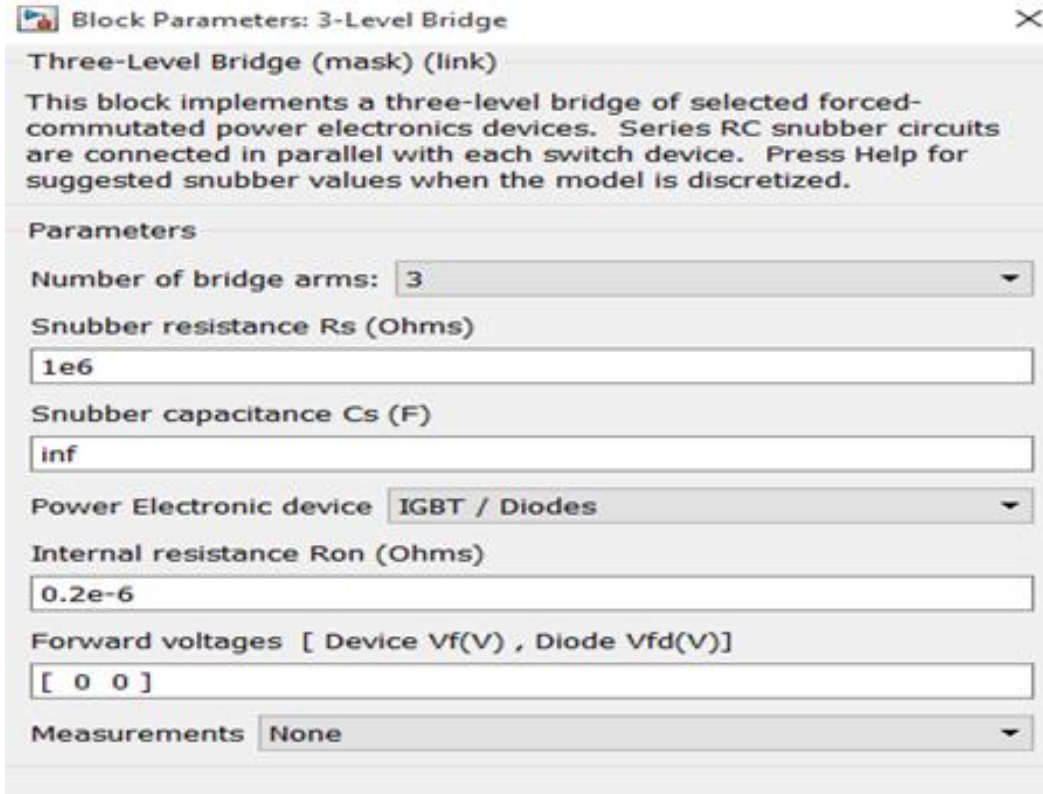 Block Parameters: 3-Level Bridge
Three-Level Bridge (mask) (link)
This block implements a three-level bridge of selected forced-
commutated power electronics devices.  Series RC snubber circuits
are connected in parallel with each switch device.  Press Help for
suggested snubber values when the model is discretized.
Parameters
Number of bridge arms: 3
Snubber resistance Rs (Ohms)
1e6
Snubber capacitance Cs (F)
inf
Power Electronic device IGBT / Diodes
Internal resistance Ron (Ohms)
0.2e-6
Forward voltages  [ Device Vf(V) , Diode Vfd(V)]
[ 0 0 ]
Measurements None